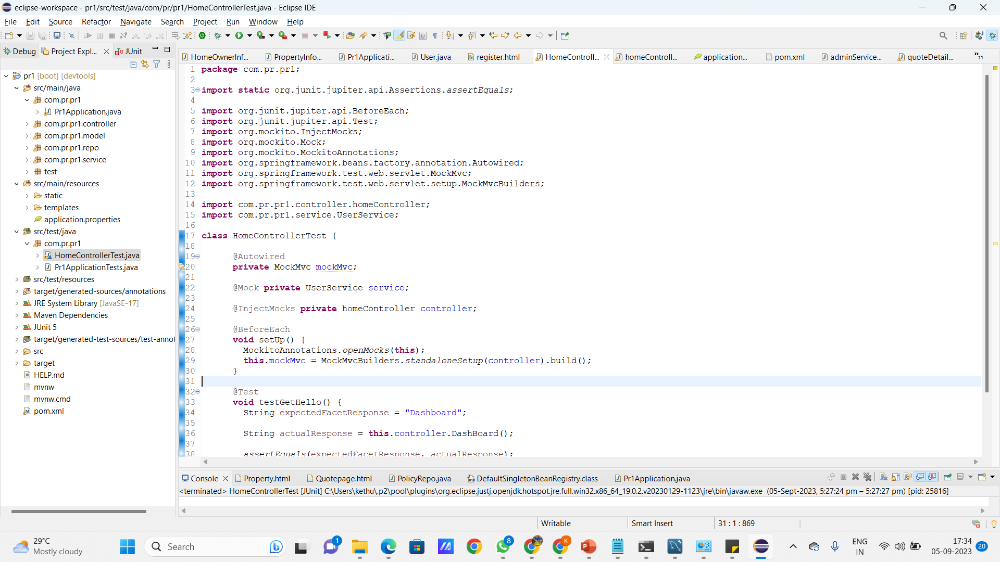 eclipse-workspace - pr1/src/test/java/com/pr/pr1/HomeControllerTest.java - Eclipse IDE
File Edit Source Refactor Navigate Search Project Run Window Help
Debug Project Expl... JUnit
HomeOwnerInf... PropertyInfo... Pr1Applicati... User.java register.html HomeControll... homeControll... application... pom.xml adminService... quoteDetail... »11
pr1 [boot] [devtools]
src/main/java
com.pr.pr1
Pr1Application.java
com.pr.pr1.controller
com.pr.pr1.model
com.pr.pr1.repo
com.pr.pr1.service
test
src/main/resources
static
templates
application.properties
src/test/java
com.pr.pr1
HomeControllerTest.java
Pr1ApplicationTests.java
src/test/resources
target/generated-sources/annotations
JRE System Library [JavaSE-17]
Maven Dependencies
JUnit 5
target/generated-test-sources/test-annot
src
target
HELP.md
mvnw
mvnw.cmd
pom.xml
1 package com.pr.pr1;
2
3 import static org.junit.jupiter.api.Assertions.assertEquals;
4
5 import org.junit.jupiter.api.BeforeEach;
6 import org.junit.jupiter.api.Test;
7 import org.mockito.InjectMocks;
8 import org.mockito.Mock;
9 import org.mockito.MockitoAnnotations;
10 import org.springframework.beans.factory.annotation.Autowired;
11 import org.springframework.test.web.servlet.MockMvc;
12 import org.springframework.test.web.servlet.setup.MockMvcBuilders;
13
14 import com.pr.pr1.controller.homeController;
15 import com.pr.pr1.service.UserService;
16
17 class HomeControllerTest {
18
19 @Autowired
20 private MockMvc mockMvc;
21
22 @Mock private UserService service;
23
24 @InjectMocks private homeController controller;
25
26 @BeforeEach
27 void setUp() {
28 MockitoAnnotations.openMocks(this);
29 this.mockMvc = MockMvcBuilders.standaloneSetup(controller).build();
30 }
31
32 @Test
33 void testGetHello() {
34 String expectedFacetResponse = "Dashboard";
35
36 String actualResponse = this.controller.DashBoard();
37
38 assertEquals(expectedFacetResponse, actualResponse);
Console Property.html Quotepage.html PolicyRepo.java DefaultSingletonBeanRegistry.class Pr1Application.java
<terminated> HomeControllerTest [JUnit] C:\Users\kethu\.p2\pool\plugins\org.eclipse.justj.openjdk.hotspot.jre.full.win32.x86_64_19.0.2.v20230129-1123\jre\bin\javaw.exe (05-Sept-2023, 5:27:24 pm – 5:27:27 pm) [pid: 25816]
Writable Smart Insert 31 : 1 : 869
29°C
Mostly cloudy
Search
1
8
K
ENG
IN
17:34
05-09-2023
20